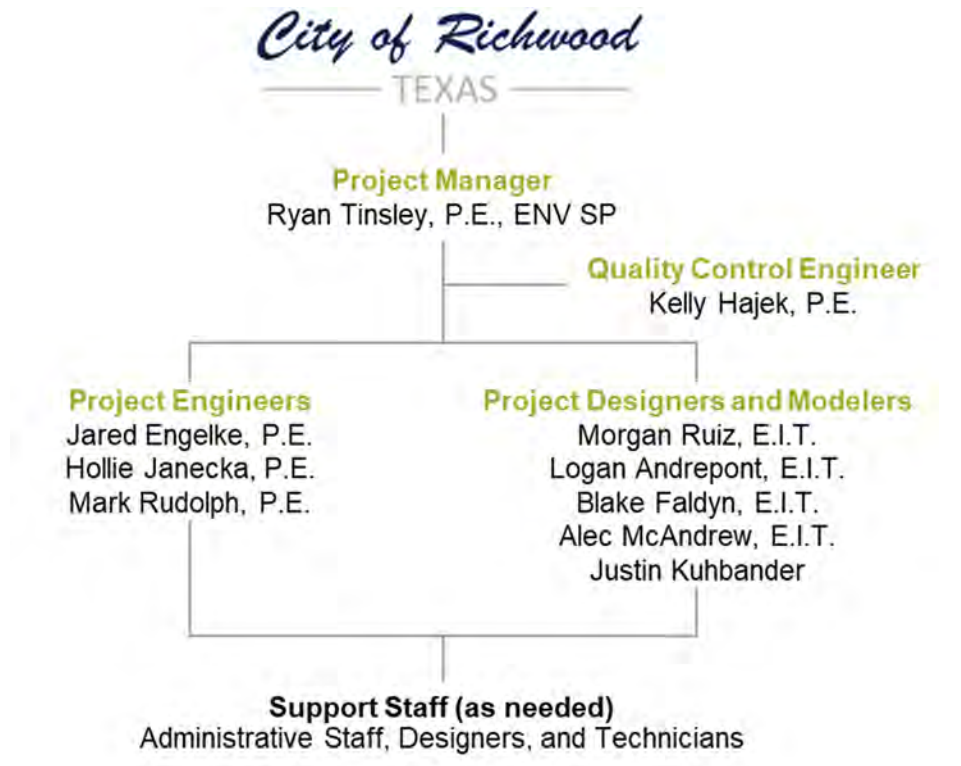 City of Richwood
TEXAS
Project Manager
Ryan Tinsley, P.E., ENV SP
Quality Control Engineer
Kelly Hajek, P.E.
Project Engineers
Jared Engelke, P.E.
Hollie Janecka, P.E.
Mark Rudolph, P.E.
Project Designers and Modelers
Morgan Ruiz, E.I.T.
Logan Andrepont, E.I.T.
Blake Faldyn, E.I.T.
Alec McAndrew, E.I.T.
Justin Kuhbander
Support Staff (as needed)
Administrative Staff, Designers, and Technicians